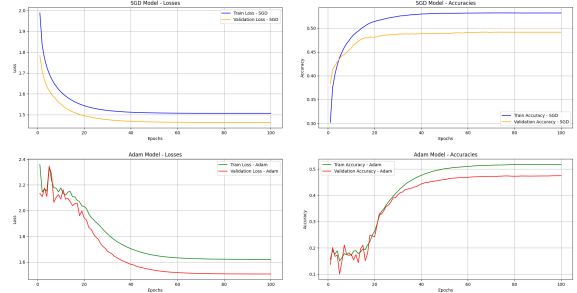 SGD Model - Losses
Train Loss - SGD
Validation Loss - SGD
2.0
1.9
1.8
1.7
1.6
1.5
Loss
0
20
40
60
80
100
Epochs
SGD Model - Accuracies
Train Accuracy - SGD
Validation Accuracy - SGD
0.50
0.45
0.40
0.35
0.30
Accuracy
0
20
40
60
80
100
Epochs
Adam Model - Losses
Train Loss - Adam
Validation Loss - Adam
2.4
2.2
2.0
1.8
1.6
Loss
0
20
40
60
80
100
Epochs
Adam Model - Accuracies
Train Accuracy - Adam
Validation Accuracy - Adam
0.5
0.4
0.3
0.2
0.1
Accuracy
0
20
40
60
80
100
Epochs